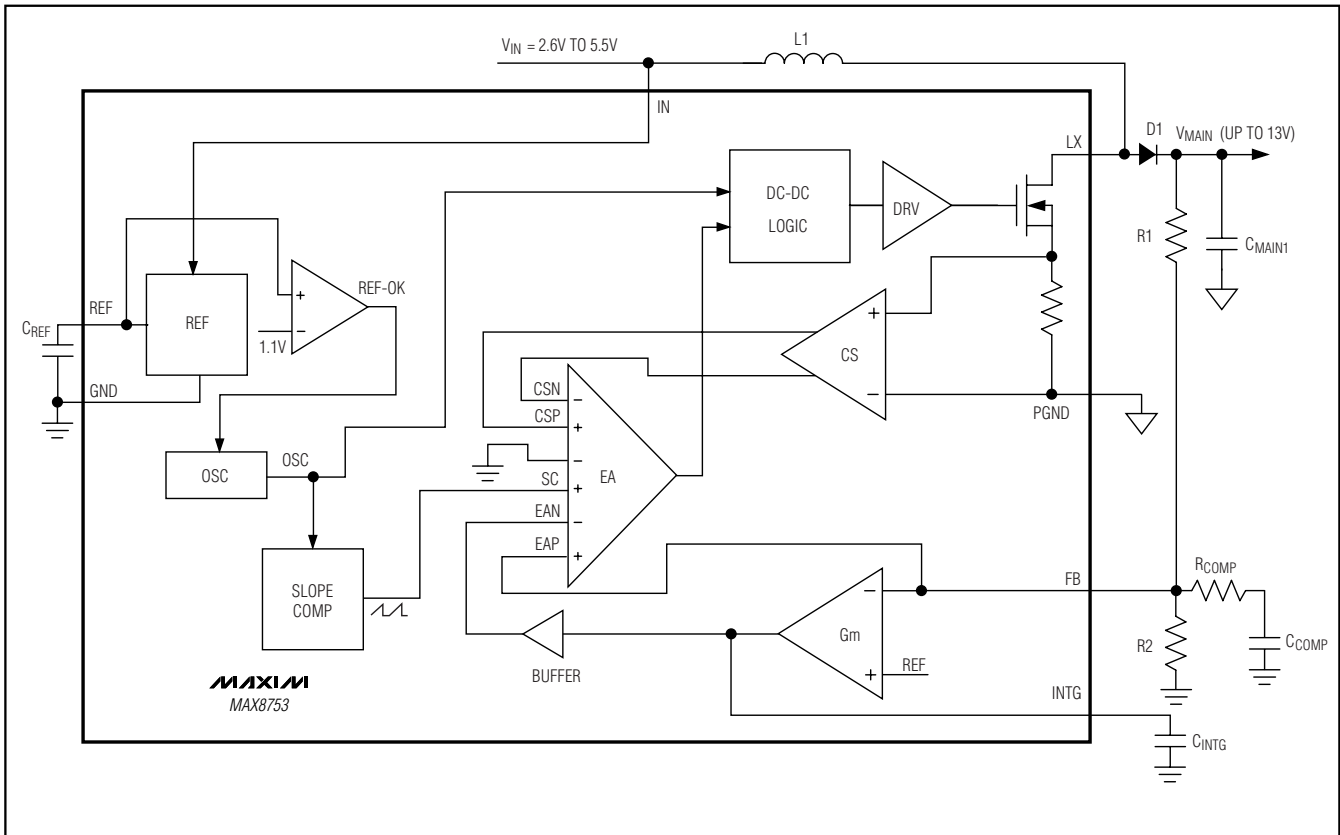 V_IN = 2.6V TO 5.5V
L1
IN
LX
D1
V_MAIN (UP TO 13V)
DC-DC
LOGIC
DRV
R1
C_MAIN1
REF
REF
C_REF
GND
+
−
1.1V
REF-OK
CS
+
−
PGND
CSN
−
CSP
+
−
SC
+
EAN
−
EAP
+
EA
OSC
OSC
SLOPE
COMP
FB
R_COMP
−
Gm
+
REF
R2
C_COMP
BUFFER
INTG
C_INTG
MAXIM
MAX8753